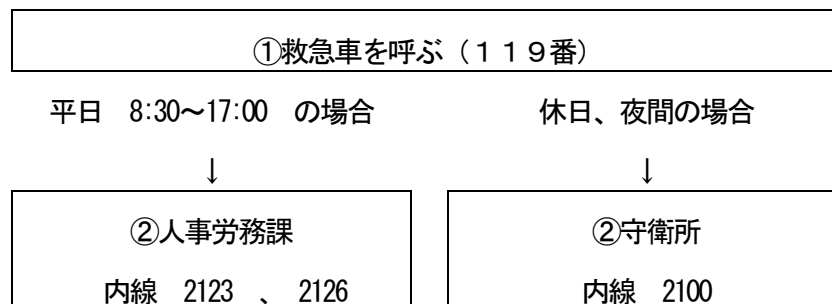 ①救急車を呼ぶ（１１９番）
平日　8:30～17:00　の場合
休日、夜間の場合
↓
↓
②人事労務課
内線　2123　、 2126
②守衛所
内線　2100